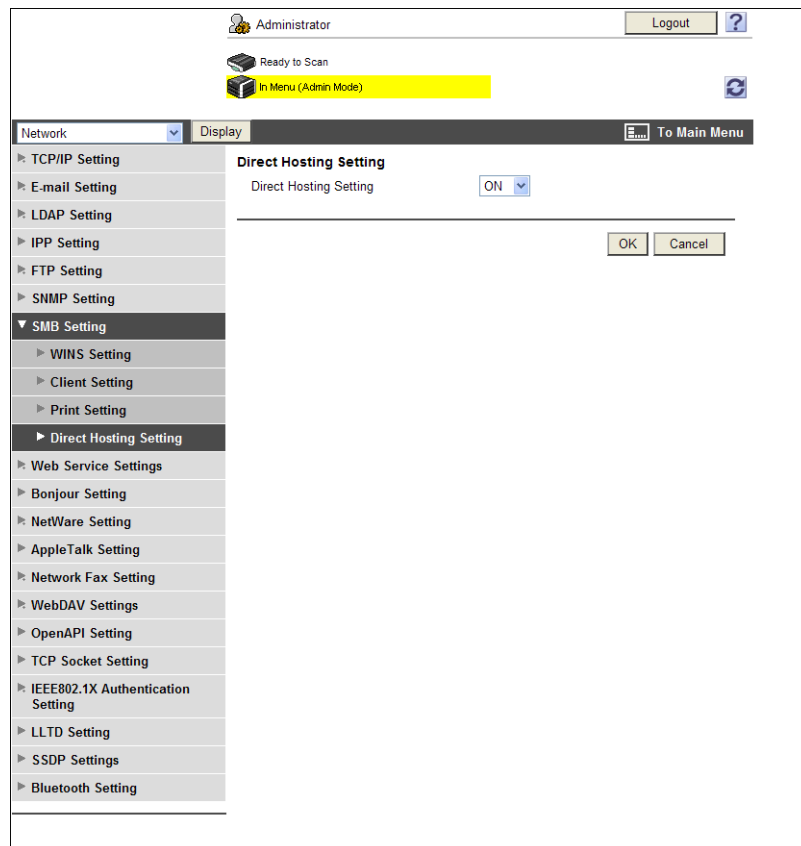 Administrator
Logout
?
Ready to Scan
In Menu (Admin Mode)
Network
Display
To Main Menu
TCP/IP Setting
E-mail Setting
LDAP Setting
IPP Setting
FTP Setting
SNMP Setting
SMB Setting
WINS Setting
Client Setting
Print Setting
Direct Hosting Setting
Web Service Settings
Bonjour Setting
NetWare Setting
AppleTalk Setting
Network Fax Setting
WebDAV Settings
OpenAPI Setting
TCP Socket Setting
IEEE802.1X Authentication
Setting
LLTD Setting
SSDP Settings
Bluetooth Setting
Direct Hosting Setting
Direct Hosting Setting
ON
OK
Cancel